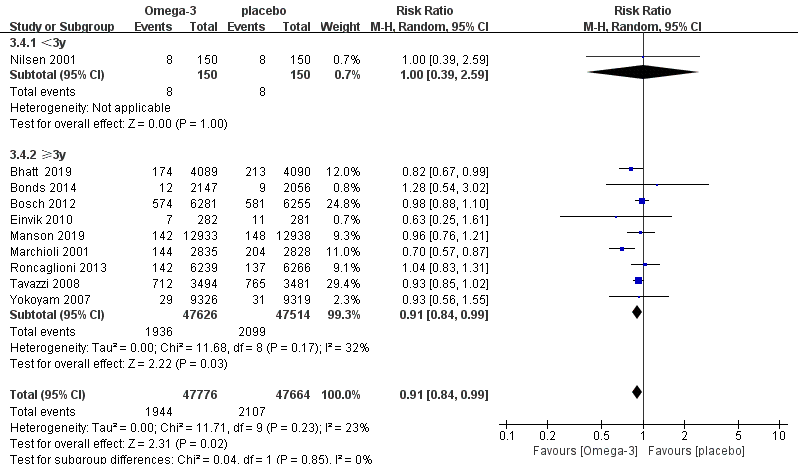 Omega-3 placebo Risk Ratio Risk Ratio
Study or Subgroup Events Total Events Total Weight M-H, Random, 95% CI M-H, Random, 95% CI
3.4.1 <3y
Nilsen 2001 8 150 8 150 0.7% 1.00 [0.39, 2.59]
Subtotal (95% CI) 150 150 0.7% 1.00 [0.39, 2.59]
Total events 8 8
Heterogeneity: Not applicable
Test for overall effect: Z = 0.00 (P = 1.00)
3.4.2 ≥3y
Bhatt 2019 174 4089 213 4090 12.0% 0.82 [0.67, 0.99]
Bonds 2014 12 2147 9 2056 0.8% 1.28 [0.54, 3.02]
Bosch 2012 574 6281 581 6255 24.8% 0.98 [0.88, 1.10]
Einvik 2010 7 282 11 281 0.7% 0.63 [0.25, 1.61]
Manson 2019 142 12933 148 12938 9.3% 0.96 [0.76, 1.21]
Marchioli 2001 144 2835 204 2828 11.0% 0.70 [0.57, 0.87]
Roncaglioni 2013 142 6239 137 6266 9.1% 1.04 [0.83, 1.31]
Tavazzi 2008 712 3494 765 3481 29.4% 0.93 [0.85, 1.02]
Yokoyam 2007 29 9326 31 9319 2.3% 0.93 [0.56, 1.55]
Subtotal (95% CI) 47626 47514 99.3% 0.91 [0.84, 0.99]
Total events 1936 2099
Heterogeneity: Tau² = 0.00; Chi² = 11.68, df = 8 (P = 0.17); I² = 32%
Test for overall effect: Z = 2.22 (P = 0.03)
Total (95% CI) 47776 47664 100.0% 0.91 [0.84, 0.99]
Total events 1944 2107
Heterogeneity: Tau² = 0.00; Chi² = 11.71, df = 9 (P = 0.23); I² = 23%
Test for overall effect: Z = 2.31 (P = 0.02)
Test for subgroup differences: Chi² = 0.04, df = 1 (P = 0.85), I² = 0%
0.1 0.2 0.5 1 2 5 10
Favours [Omega-3] Favours [placebo]